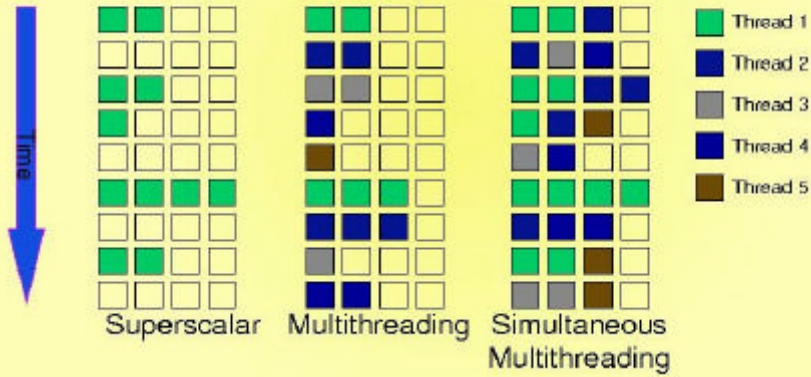 Time
Superscalar
Multithreading
Simultaneous
Multithreading
Thread 1
Thread 2
Thread 3
Thread 4
Thread 5